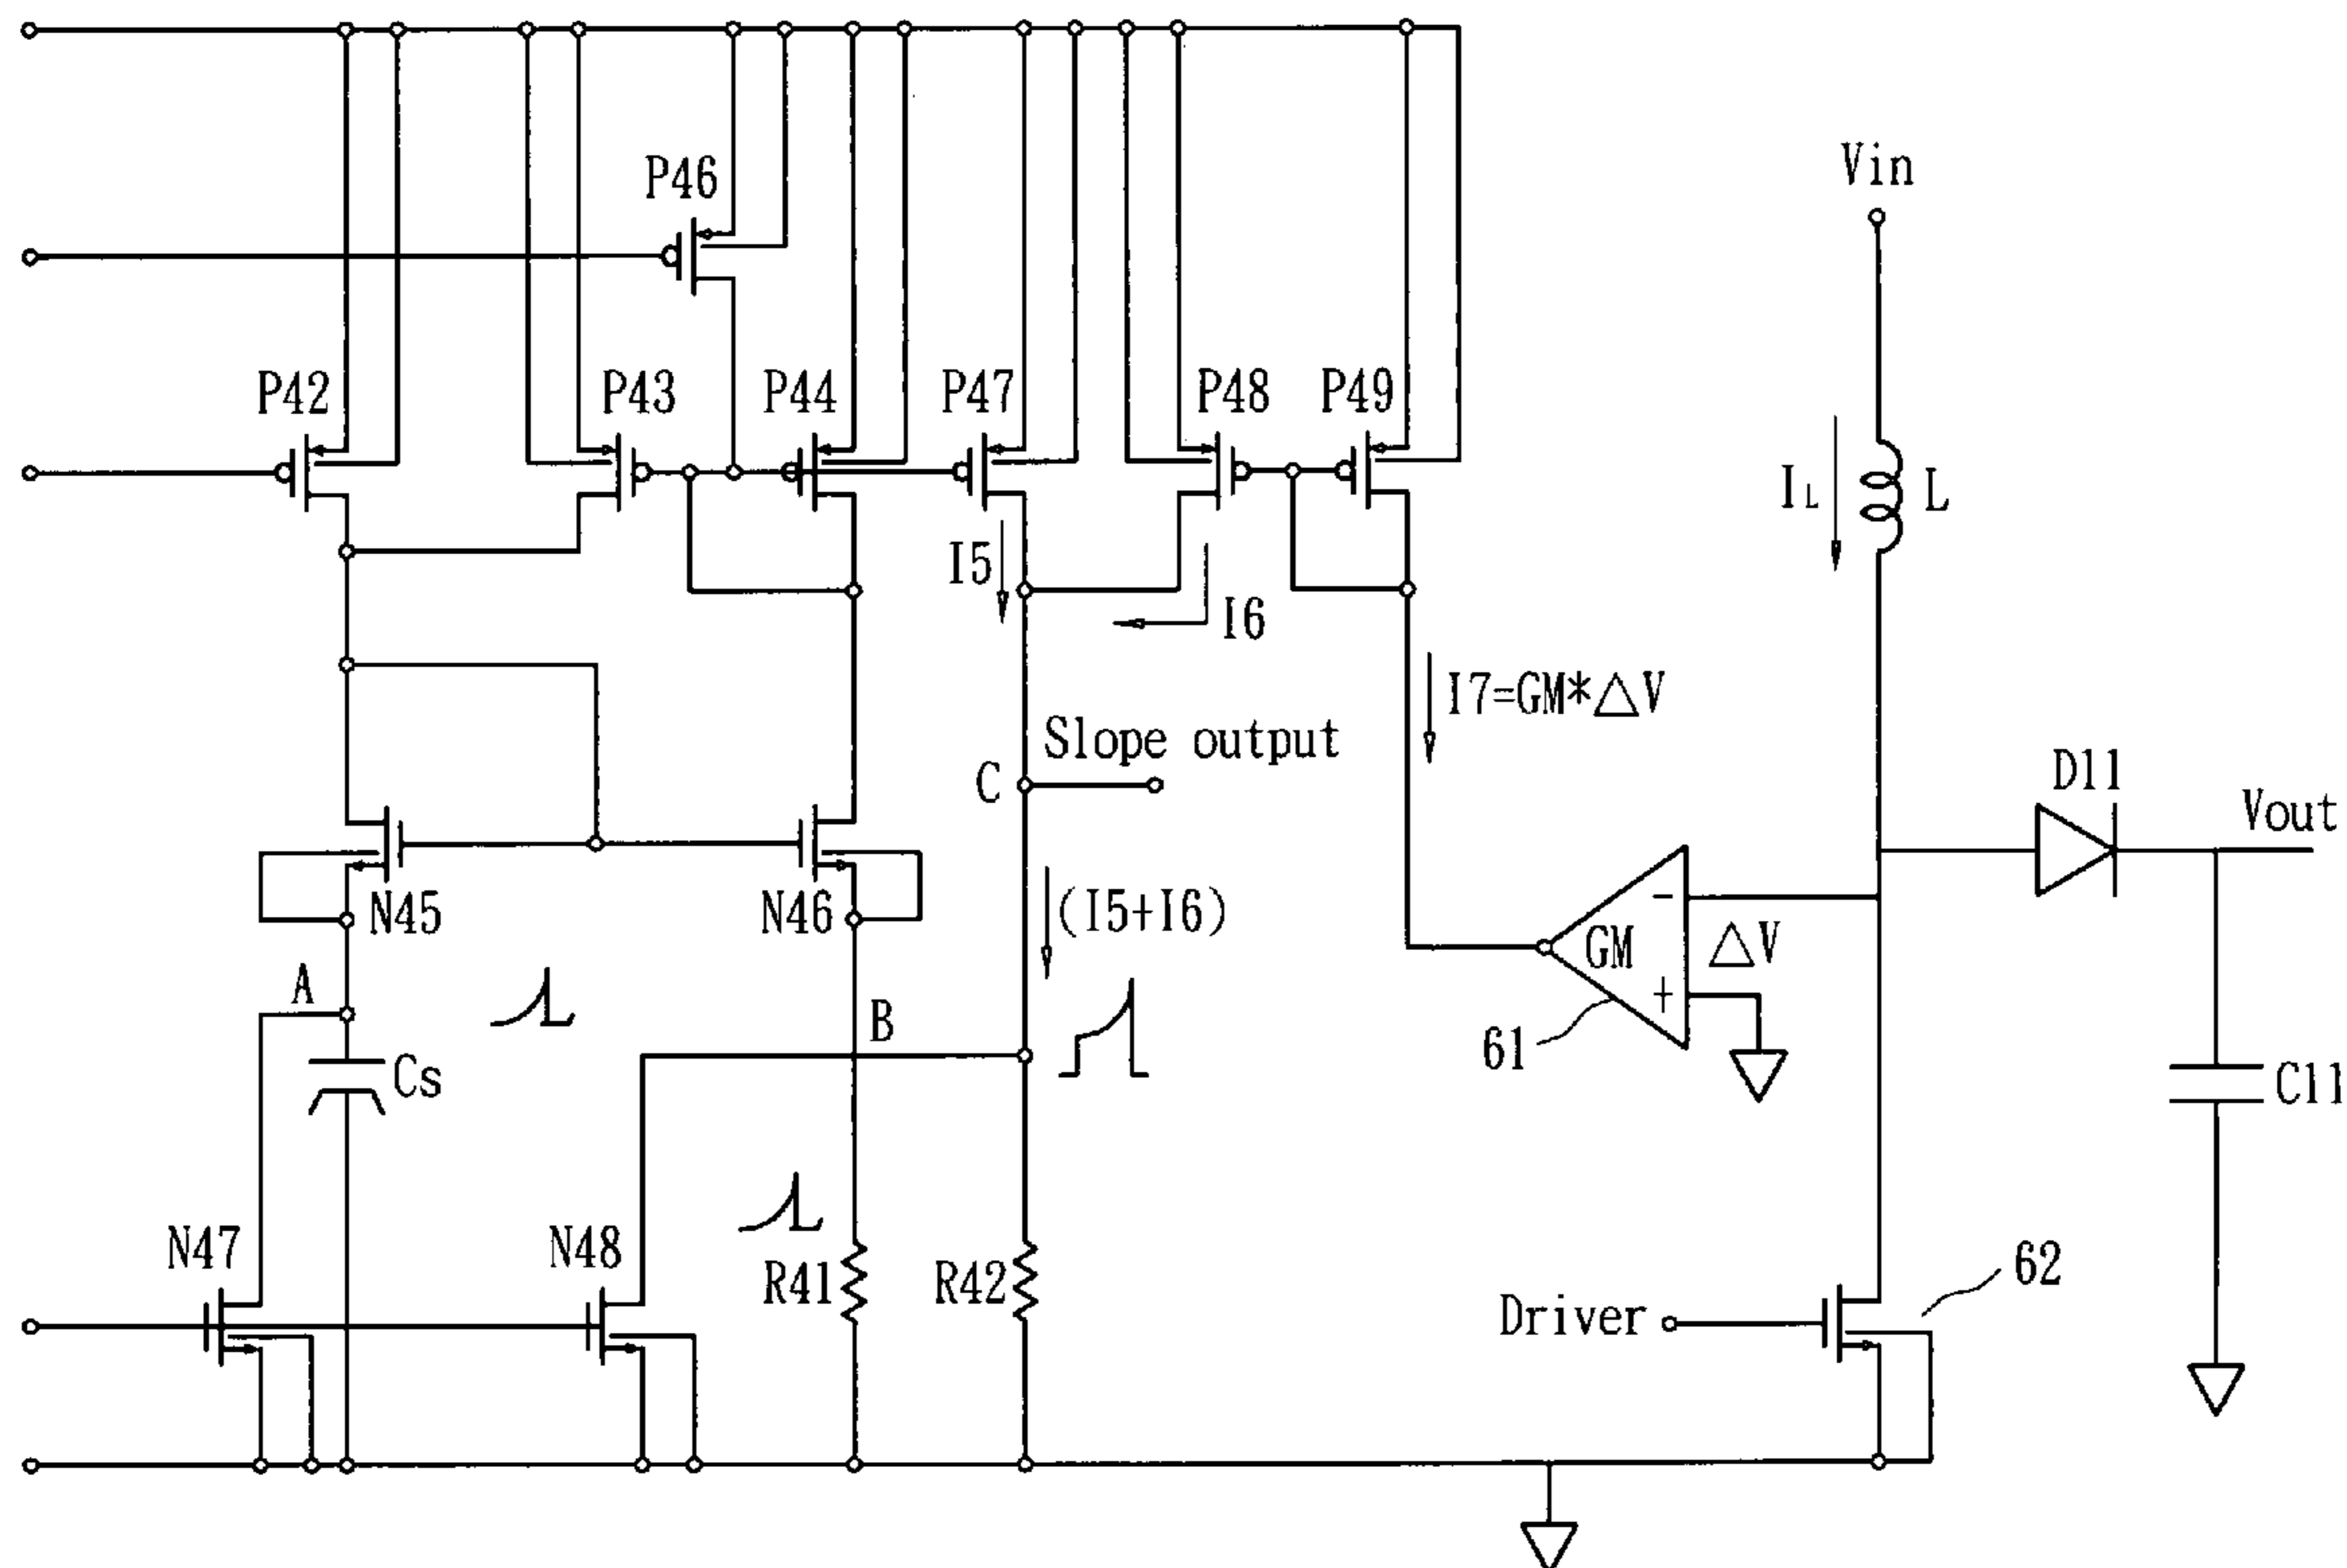 Vin
P46
P42
P43
P44
P47
P48
P49
IL
L
I5
I6
I7=GM*△V
Slope output
C
D11
Vout
N45
N46
(I5+I6)
GM
-
△V
+
A
B
61
Cs
C11
N47
N48
R41
R42
62
Driver